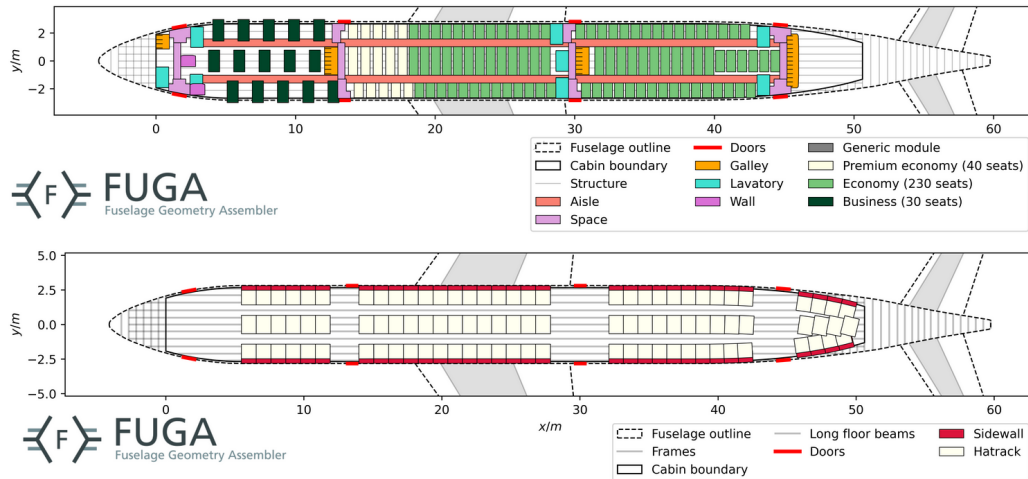 y/m
2
0
−2
0
10
20
30
40
50
60
Fuselage outline
Cabin boundary
Structure
Aisle
Space
Doors
Galley
Lavatory
Wall
Generic module
Premium economy (40 seats)
Economy (230 seats)
Business (30 seats)
F
FUGA
Fuselage Geometry Assembler
y/m
5.0
2.5
0.0
−2.5
−5.0
0
10
20
30
40
50
60
x/m
F
FUGA
Fuselage Geometry Assembler
Fuselage outline
Frames
Cabin boundary
Long floor beams
Doors
Sidewall
Hatrack